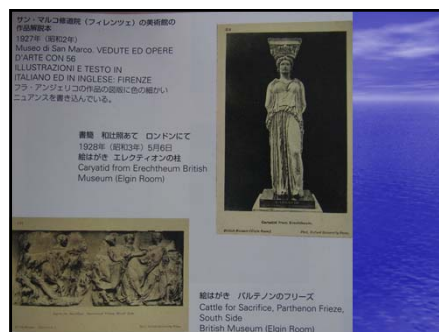 サン・マルコ修道院（フィレンツェ）の美術館の
作品解説本
1927年（昭和2年）
Museo di San Marco. VEDUTE ED OPERE
D'ARTE CON 56
ILLUSTRAZIONI E TESTO IN
ITALIANO ED IN INGLESE: FIRENZE
フラ・アンジェリコの作品の図版に色の細かい
ニュアンスを書き込んでいる。
書簡　和辻照あて　ロンドンにて
1928年（昭和3年）5月6日
絵はがき　エレクティオンの柱
Caryatid from Erechtheum British
Museum (Elgin Room)
絵はがき　パルテノンのフリーズ
Cattle for Sacrifice, Parthenon Frieze,
South Side
British Museum (Elgin Room)